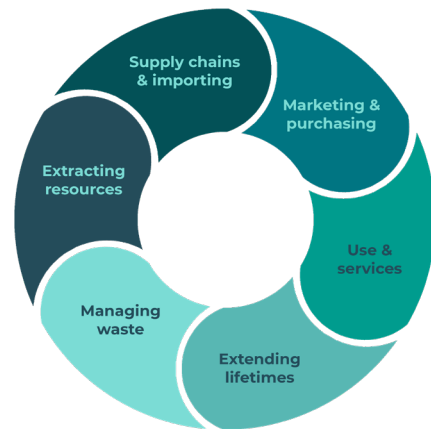 Supply chains
& importing
Marketing &
purchasing
Use &
services
Extending
lifetimes
Managing
waste
Extracting
resources